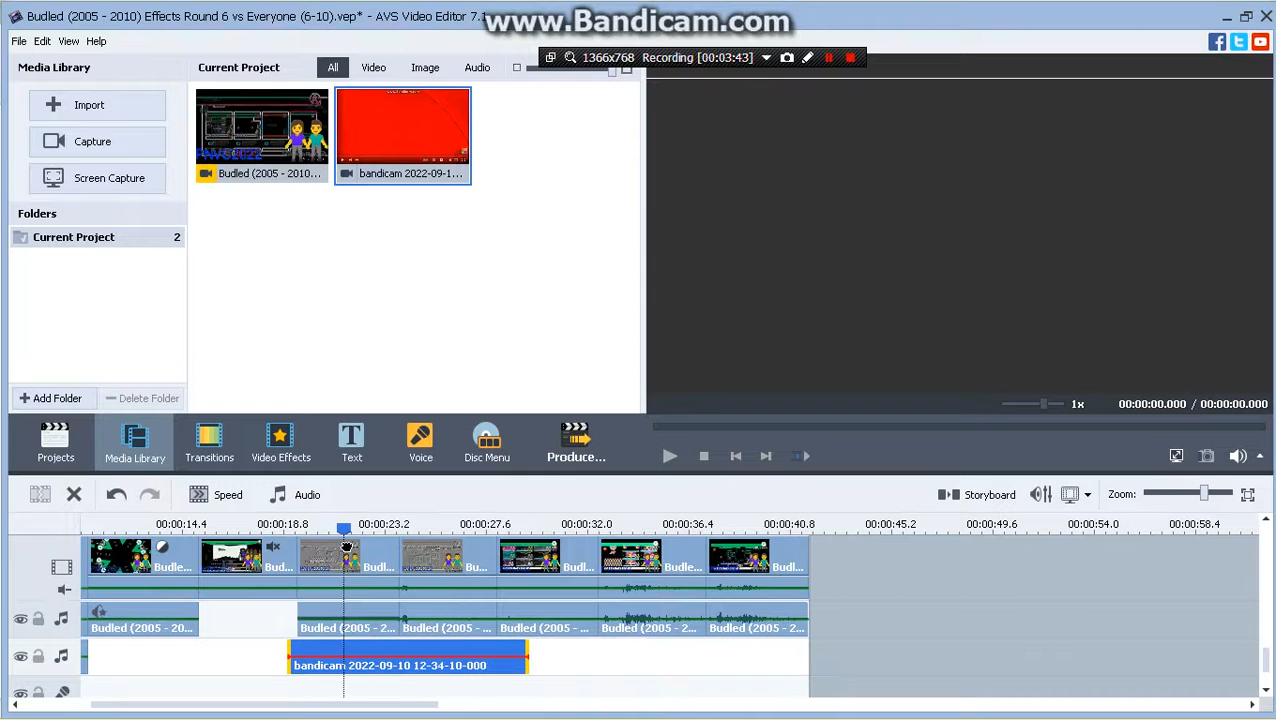 Budled (2005 - 2010) Effects Round 6 vs Everyone (6-10).vep* - AVS Video Editor 7.1
www.Bandicam.com
File Edit View Help
1366x768 Recording [00:03:43]
Media Library
Current Project All Video Image Audio
Import
Capture
Screen Capture
Budled (2005 - 2010... bandicam 2022-09-1...
Folders
Current Project 2
Add Folder Delete Folder
1x 00:00:00.000 / 00:00:00.000
Projects Media Library Transitions Video Effects Text Voice Disc Menu Produce...
Speed Audio Storyboard Zoom:
00:00:14.4 00:00:18.8 00:00:23.2 00:00:27.6 00:00:32.0 00:00:36.4 00:00:40.8 00:00:45.2 00:00:49.6 00:00:54.0 00:00:58.4
Budle... Bud... Budl... Bu... Budl... Budle... Budl...
Budled (2005 - 20... Budled (2005 - 2... Budled (2005 - ... Budled (2005 - ... Budled (2005 - 2... Budled (2005 - 2...
bandicam 2022-09-10 12-34-10-000